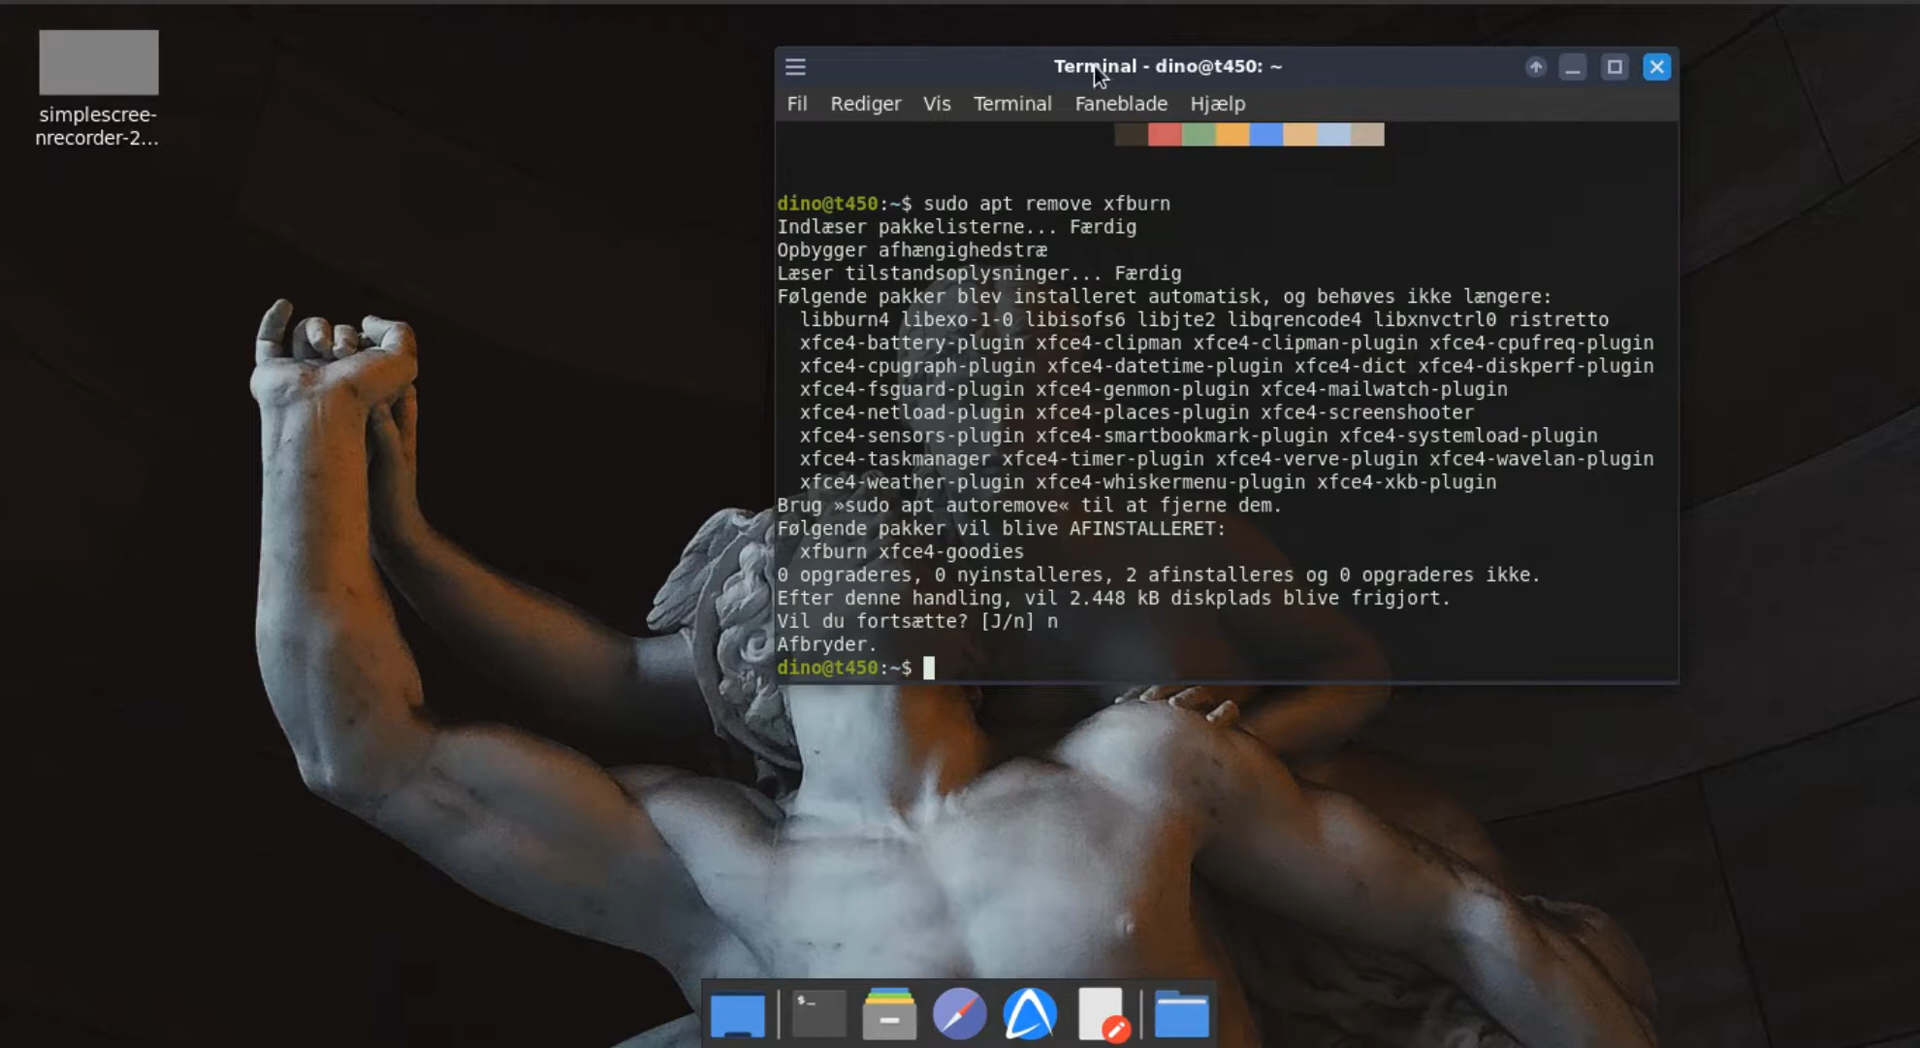 simplescree-
nrecorder-2...
Terminal - dino@t450: ~
Fil Rediger Vis Terminal Faneblade Hjælp
dino@t450:~$ sudo apt remove xfburn
Indlæser pakkelisterne... Færdig
Opbygger afhængighedstræ
Læser tilstandsoplysninger... Færdig
Følgende pakker blev installeret automatisk, og behøves ikke længere:
libburn4 libexo-1-0 libisofs6 libjte2 libqrencode4 libxnvctrl0 ristretto
xfce4-battery-plugin xfce4-clipman xfce4-clipman-plugin xfce4-cpufreq-plugin
xfce4-cpugraph-plugin xfce4-datetime-plugin xfce4-dict xfce4-diskperf-plugin
xfce4-fsguard-plugin xfce4-genmon-plugin xfce4-mailwatch-plugin
xfce4-netload-plugin xfce4-places-plugin xfce4-screenshooter
xfce4-sensors-plugin xfce4-smartbookmark-plugin xfce4-systemload-plugin
xfce4-taskmanager xfce4-timer-plugin xfce4-verve-plugin xfce4-wavelan-plugin
xfce4-weather-plugin xfce4-whiskermenu-plugin xfce4-xkb-plugin
Brug »sudo apt autoremove« til at fjerne dem.
Følgende pakker vil blive AFINSTALLERET:
xfburn xfce4-goodies
0 opgraderes, 0 nyinstalleres, 2 afinstalleres og 0 opgraderes ikke.
Efter denne handling, vil 2.448 kB diskplads blive frigjort.
Vil du fortsætte? [J/n] n
Afbryder.
dino@t450:~$
$_